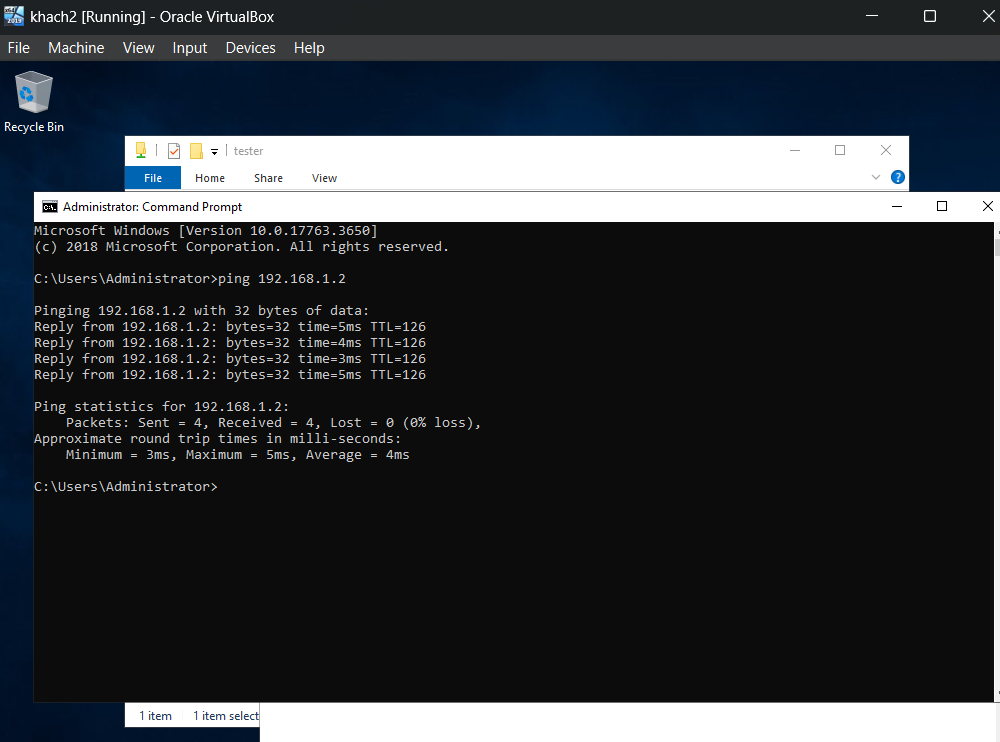 khach2 [Running] - Oracle VirtualBox
File Machine View Input Devices Help
Recycle Bin
tester
File Home Share View
Administrator: Command Prompt
Microsoft Windows [Version 10.0.17763.3650]
(c) 2018 Microsoft Corporation. All rights reserved.
C:\Users\Administrator>ping 192.168.1.2
Pinging 192.168.1.2 with 32 bytes of data:
Reply from 192.168.1.2: bytes=32 time=5ms TTL=126
Reply from 192.168.1.2: bytes=32 time=4ms TTL=126
Reply from 192.168.1.2: bytes=32 time=3ms TTL=126
Reply from 192.168.1.2: bytes=32 time=5ms TTL=126
Ping statistics for 192.168.1.2:
Packets: Sent = 4, Received = 4, Lost = 0 (0% loss),
Approximate round trip times in milli-seconds:
Minimum = 3ms, Maximum = 5ms, Average = 4ms
C:\Users\Administrator>
1 item 1 item select